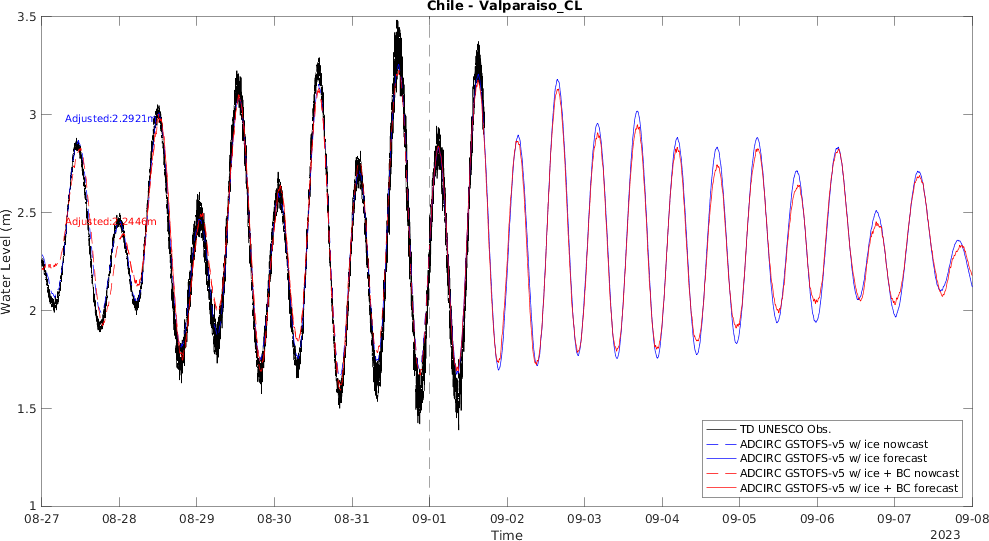 Chile - Valparaiso_CL
Water Level (m)
3.5
3
2.5
2
1.5
1
Adjusted:2.2921m
Adjusted:2.2446m
TD UNESCO Obs.
ADCIRC GSTOFS-v5 w/ ice nowcast
ADCIRC GSTOFS-v5 w/ ice forecast
ADCIRC GSTOFS-v5 w/ ice + BC nowcast
ADCIRC GSTOFS-v5 w/ ice + BC forecast
08-27 08-28 08-29 08-30 08-31 09-01 09-02 09-03 09-04 09-05 09-06 09-07 09-08
Time
2023